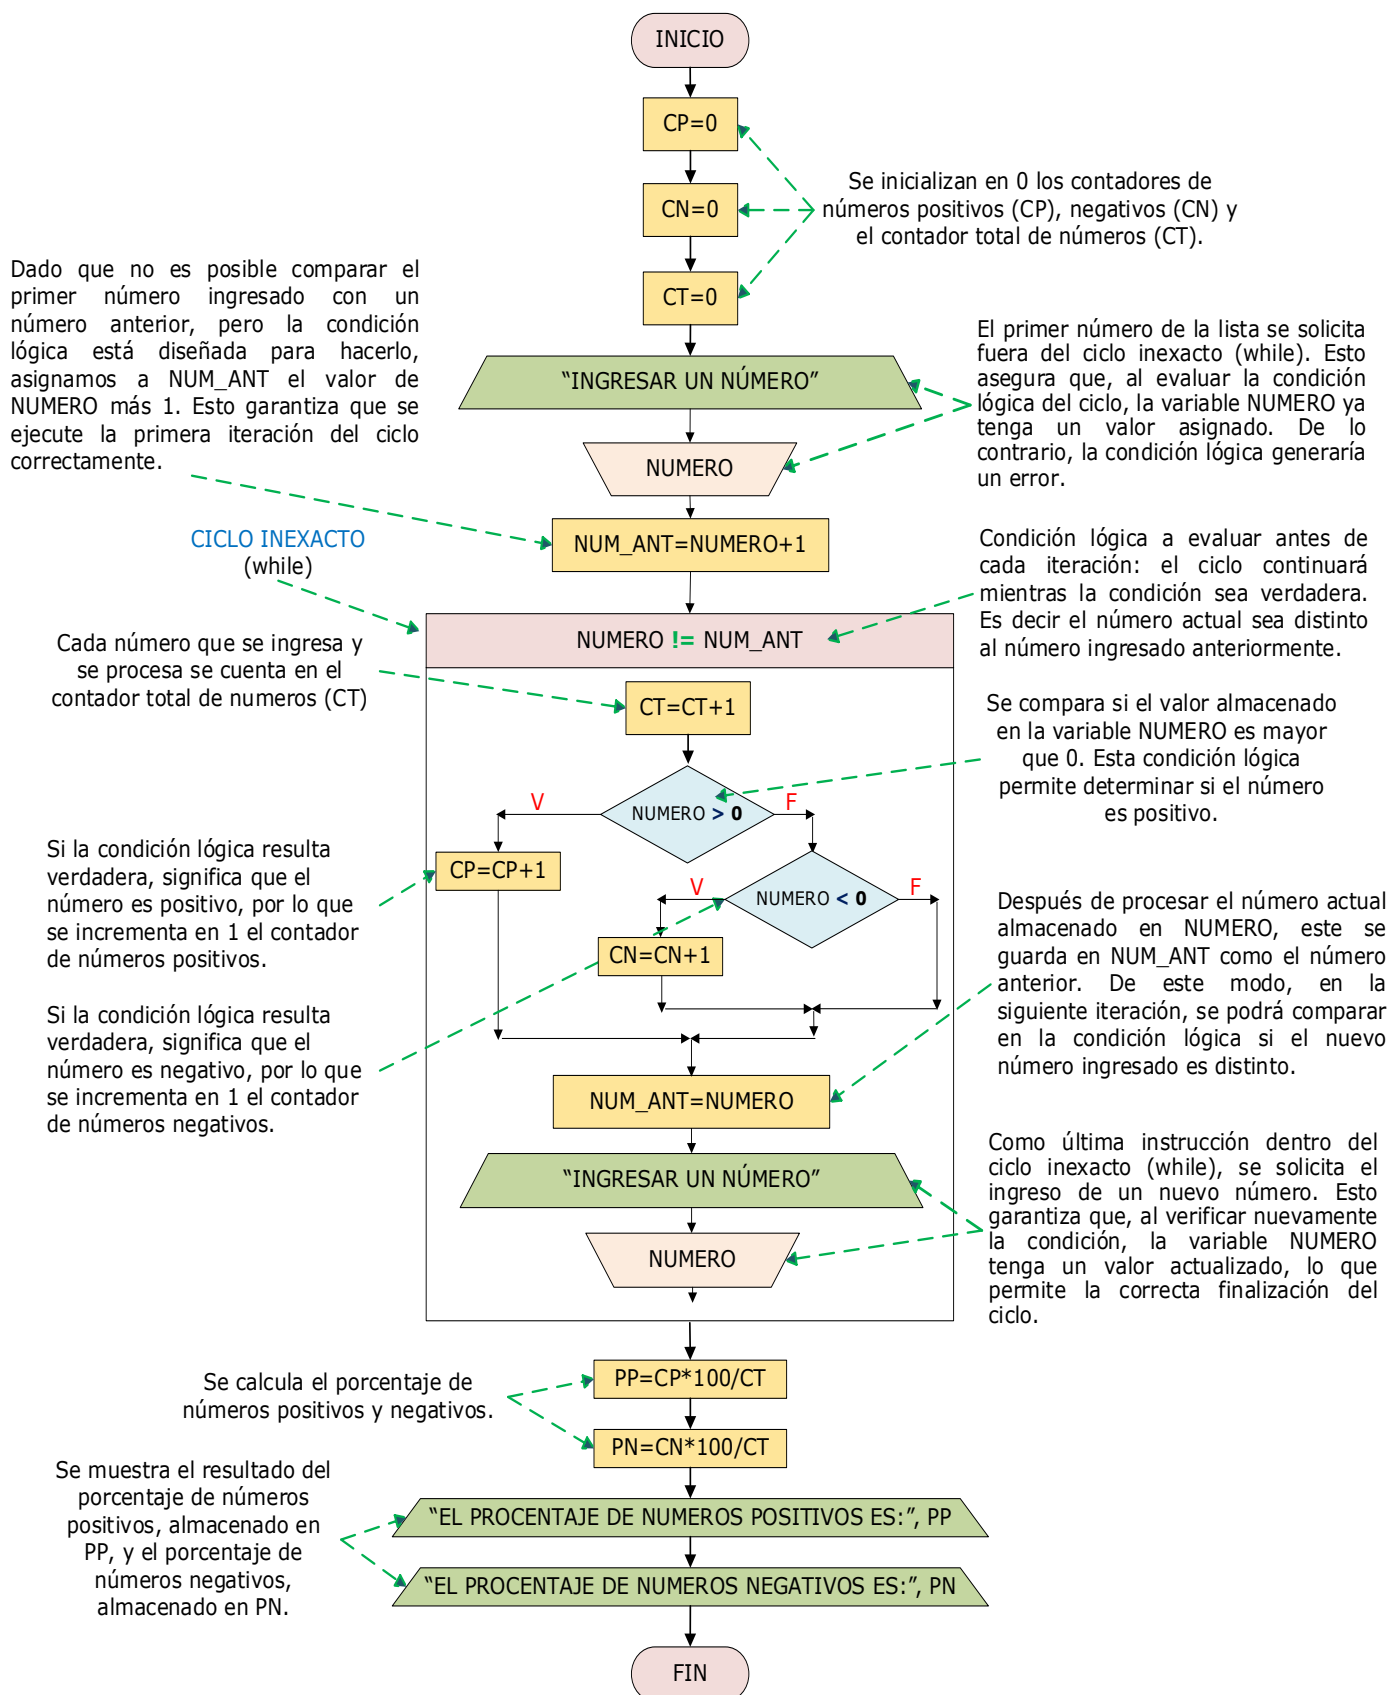 INICIO
CP=0
CN=0
CT=0
Se inicializan en 0 los contadores de
números positivos (CP), negativos (CN) y
el contador total de números (CT).
Dado que no es posible comparar el
primer número ingresado con un
número anterior, pero la condición
lógica está diseñada para hacerlo,
asignamos a NUM_ANT el valor de
NUMERO más 1. Esto garantiza que se
ejecute la primera iteración del ciclo
correctamente.
“INGRESAR UN NÚMERO”
El primer número de la lista se solicita
fuera del ciclo inexacto (while). Esto
asegura que, al evaluar la condición
lógica del ciclo, la variable NUMERO ya
tenga un valor asignado. De lo
contrario, la condición lógica generaría
un error.
NUMERO
NUM_ANT=NUMERO+1
CICLO INEXACTO
(while)
Condición lógica a evaluar antes de
cada iteración: el ciclo continuará
mientras la condición sea verdadera.
Es decir el número actual sea distinto
al número ingresado anteriormente.
NUMERO != NUM_ANT
Cada número que se ingresa y
se procesa se cuenta en el
contador total de numeros (CT)
CT=CT+1
Se compara si el valor almacenado
en la variable NUMERO es mayor
que 0. Esta condición lógica
permite determinar si el número
es positivo.
V
NUMERO > 0
F
CP=CP+1
Si la condición lógica resulta
verdadera, significa que el
número es positivo, por lo que
se incrementa en 1 el contador
de números positivos.
V
NUMERO < 0
F
CN=CN+1
Si la condición lógica resulta
verdadera, significa que el
número es negativo, por lo que
se incrementa en 1 el contador
de números negativos.
Después de procesar el número actual
almacenado en NUMERO, este se
guarda en NUM_ANT como el número
anterior. De este modo, en la
siguiente iteración, se podrá comparar
en la condición lógica si el nuevo
número ingresado es distinto.
NUM_ANT=NUMERO
“INGRESAR UN NÚMERO”
NUMERO
Como última instrucción dentro del
ciclo inexacto (while), se solicita el
ingreso de un nuevo número. Esto
garantiza que, al verificar nuevamente
la condición, la variable NUMERO
tenga un valor actualizado, lo que
permite la correcta finalización del
ciclo.
Se calcula el porcentaje de
números positivos y negativos.
PP=CP*100/CT
PN=CN*100/CT
Se muestra el resultado del
porcentaje de números
positivos, almacenado en
PP, y el porcentaje de
números negativos,
almacenado en PN.
“EL PROCENTAJE DE NUMEROS POSITIVOS ES:”, PP
“EL PROCENTAJE DE NUMEROS NEGATIVOS ES:”, PN
FIN